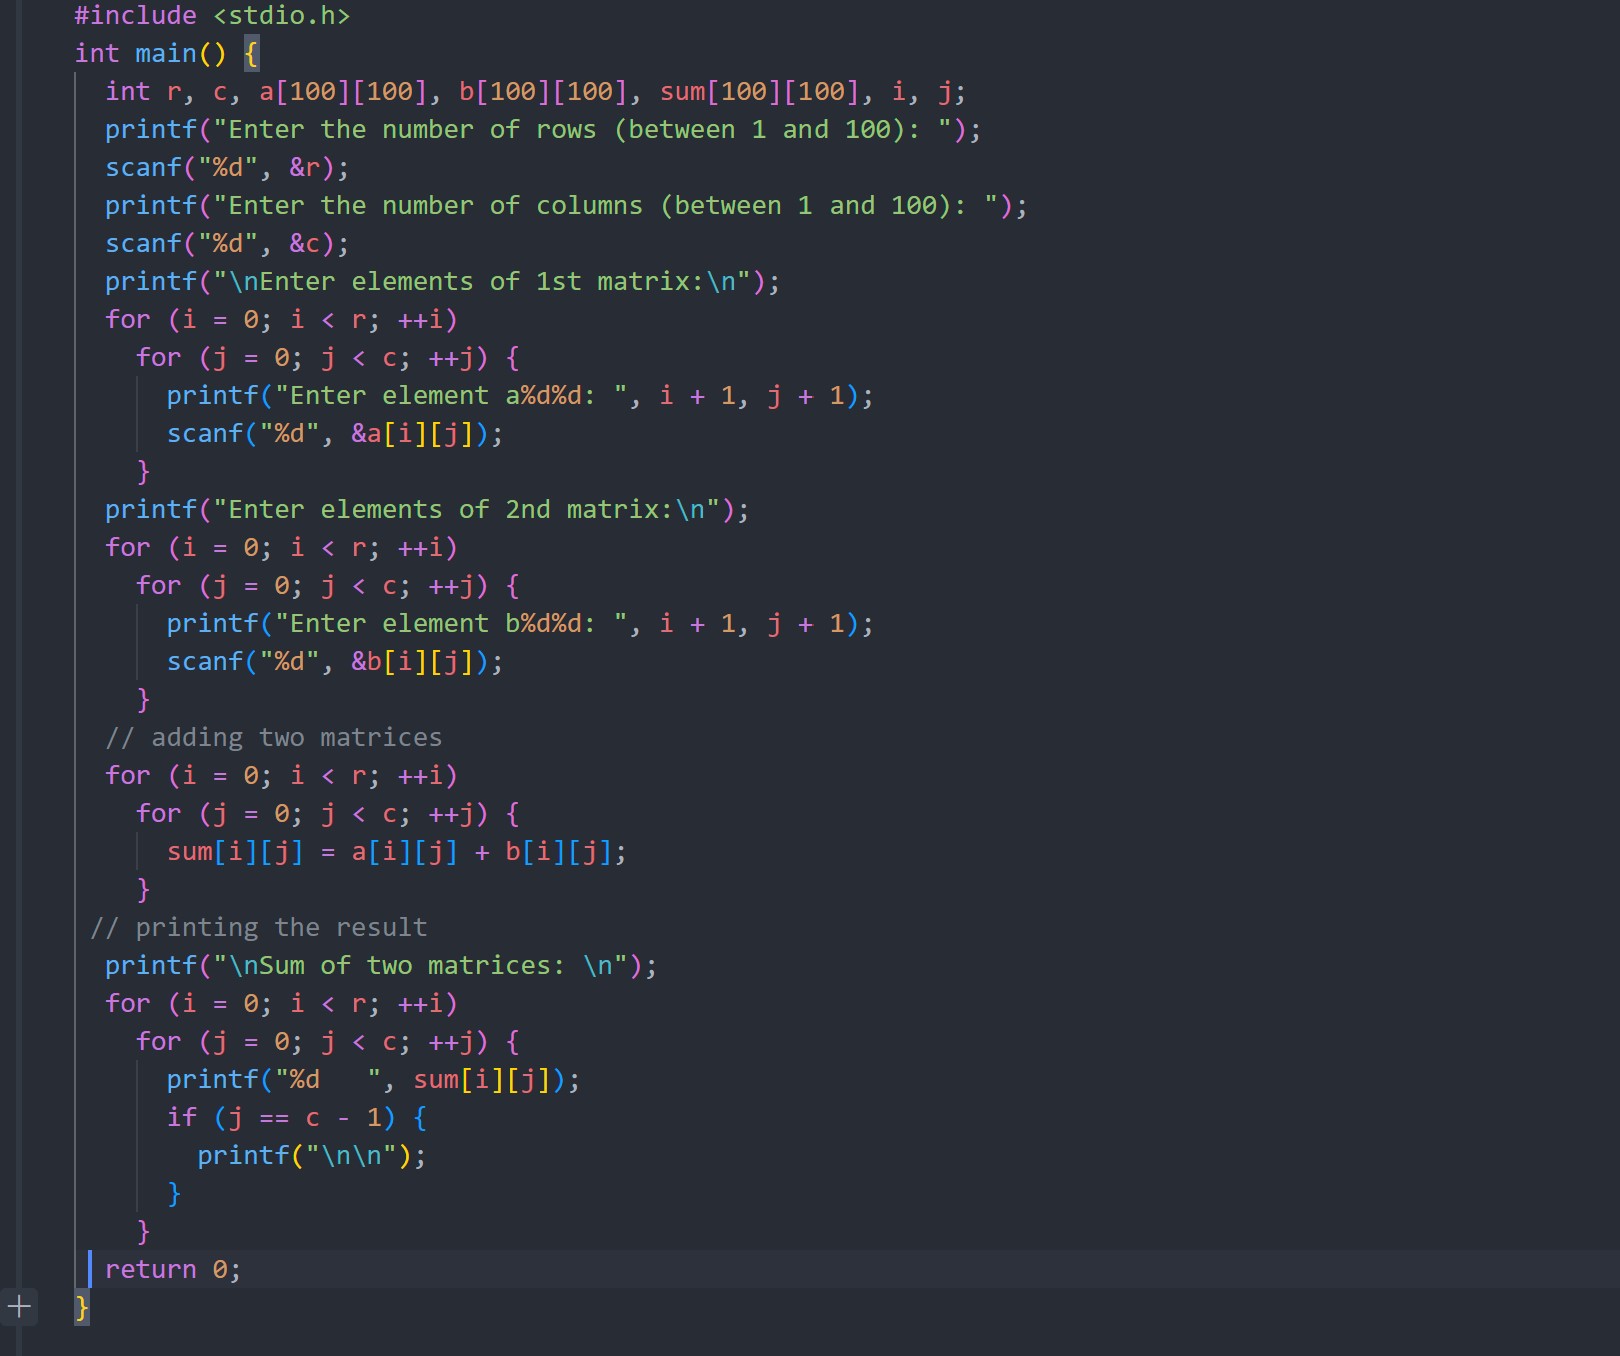 #include <stdio.h>
int main() {
  int r, c, a[100][100], b[100][100], sum[100][100], i, j;
  printf("Enter the number of rows (between 1 and 100): ");
  scanf("%d", &r);
  printf("Enter the number of columns (between 1 and 100): ");
  scanf("%d", &c);
  printf("\nEnter elements of 1st matrix:\n");
  for (i = 0; i < r; ++i)
    for (j = 0; j < c; ++j) {
      printf("Enter element a%d%d: ", i + 1, j + 1);
      scanf("%d", &a[i][j]);
    }
  printf("Enter elements of 2nd matrix:\n");
  for (i = 0; i < r; ++i)
    for (j = 0; j < c; ++j) {
      printf("Enter element b%d%d: ", i + 1, j + 1);
      scanf("%d", &b[i][j]);
    }
  // adding two matrices
  for (i = 0; i < r; ++i)
    for (j = 0; j < c; ++j) {
      sum[i][j] = a[i][j] + b[i][j];
    }
 // printing the result
  printf("\nSum of two matrices: \n");
  for (i = 0; i < r; ++i)
    for (j = 0; j < c; ++j) {
      printf("%d   ", sum[i][j]);
      if (j == c - 1) {
        printf("\n\n");
      }
    }
  return 0;
}